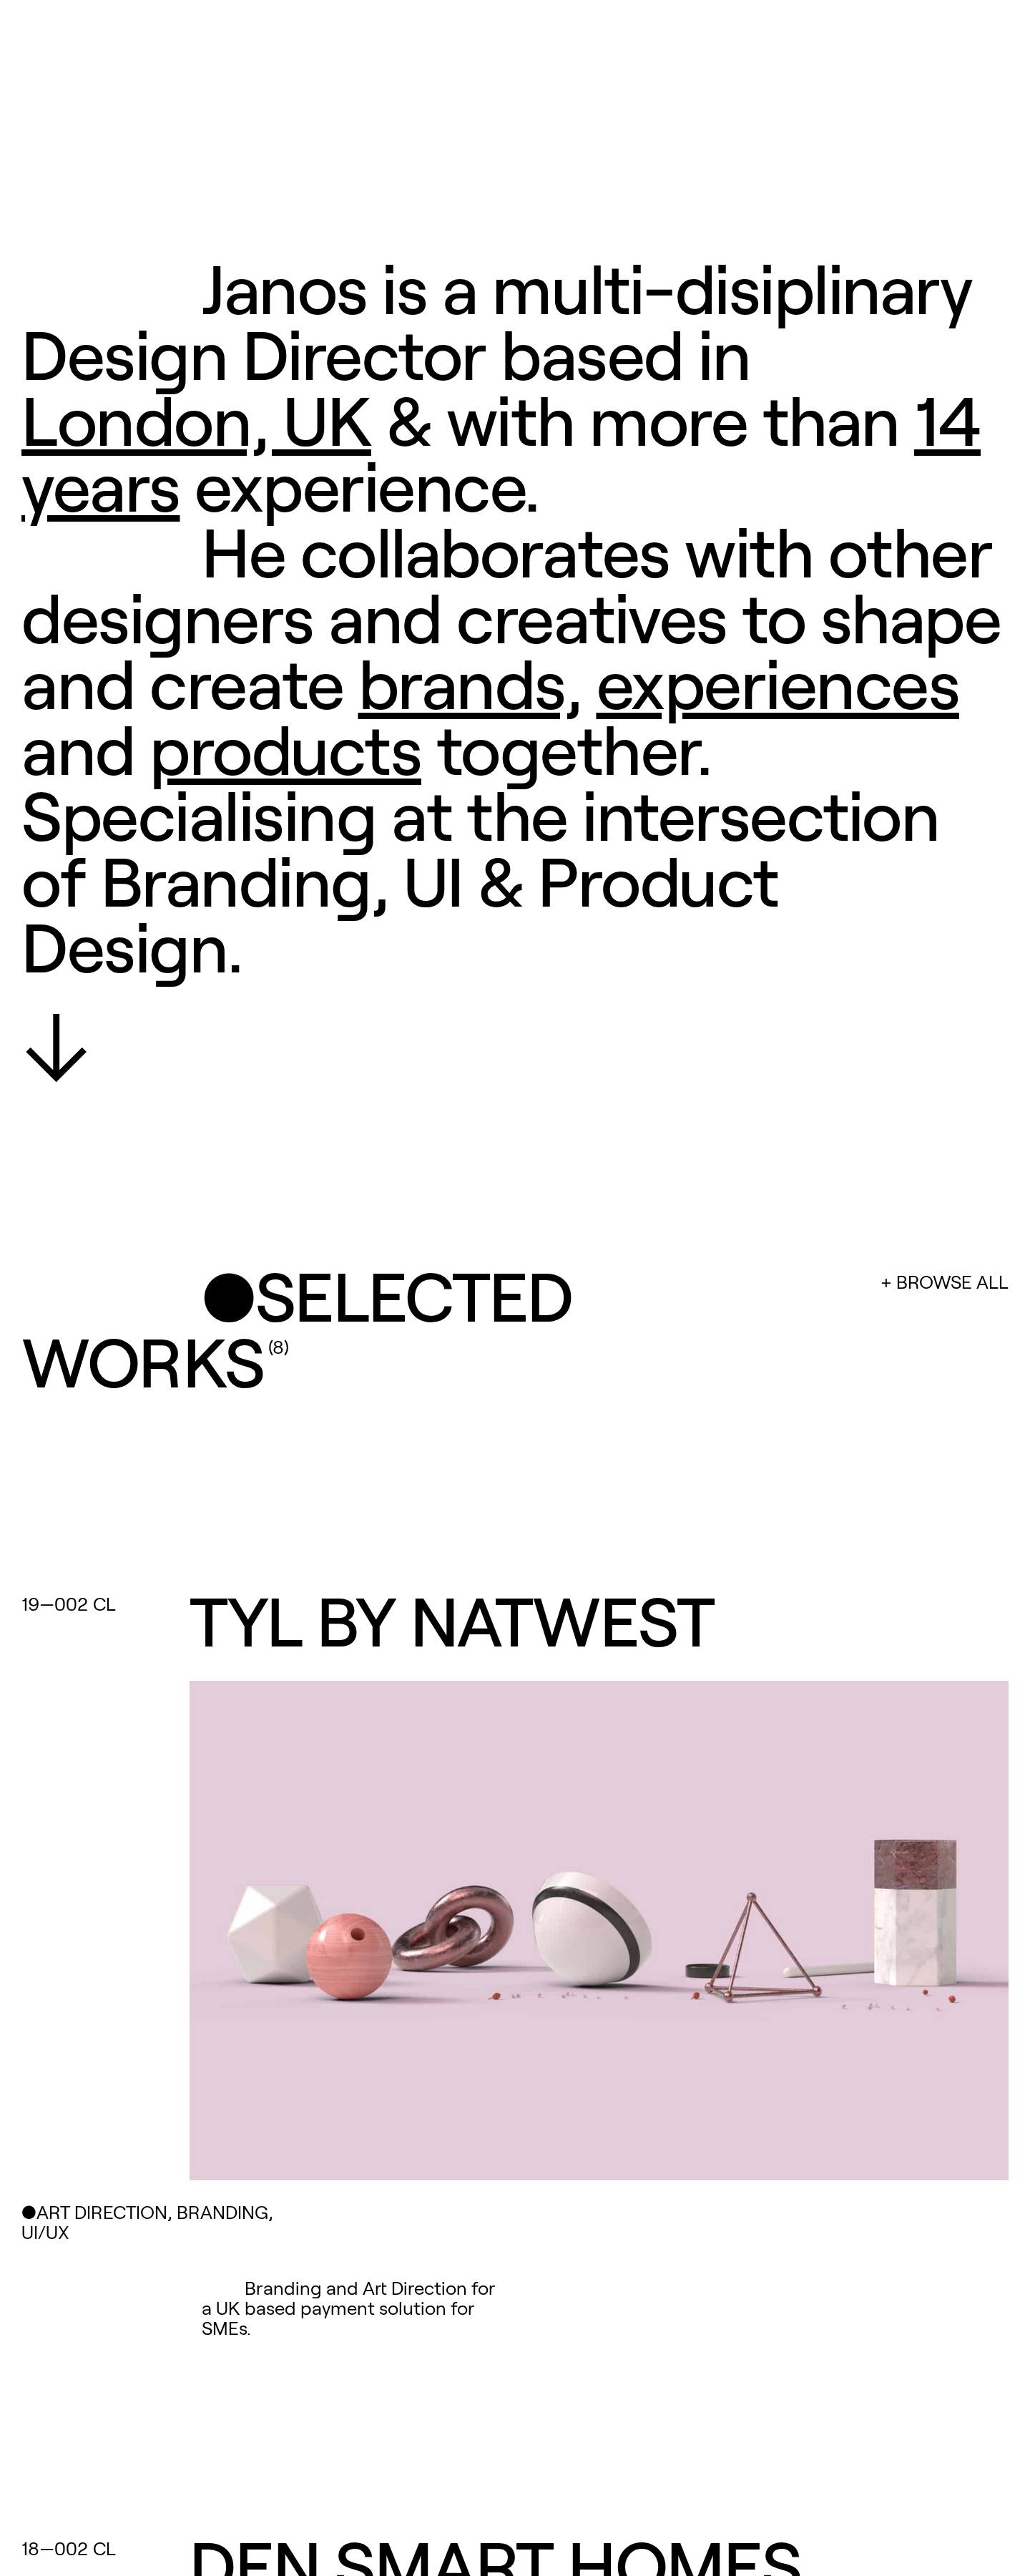 Janos is a multi-disiplinary
Design Director based in
London, UK & with more than 14
years experience.
He collaborates with other
designers and creatives to shape
and create brands, experiences
and products together.
Specialising at the intersection
of Branding, UI & Product
Design.
●SELECTED
+ BROWSE ALL
WORKS (8)
19—002 CL
TYL BY NATWEST
●ART DIRECTION, BRANDING,
UI/UX
Branding and Art Direction for
a UK based payment solution for
SMEs.
18—002 CL
DEN SMART HOMES